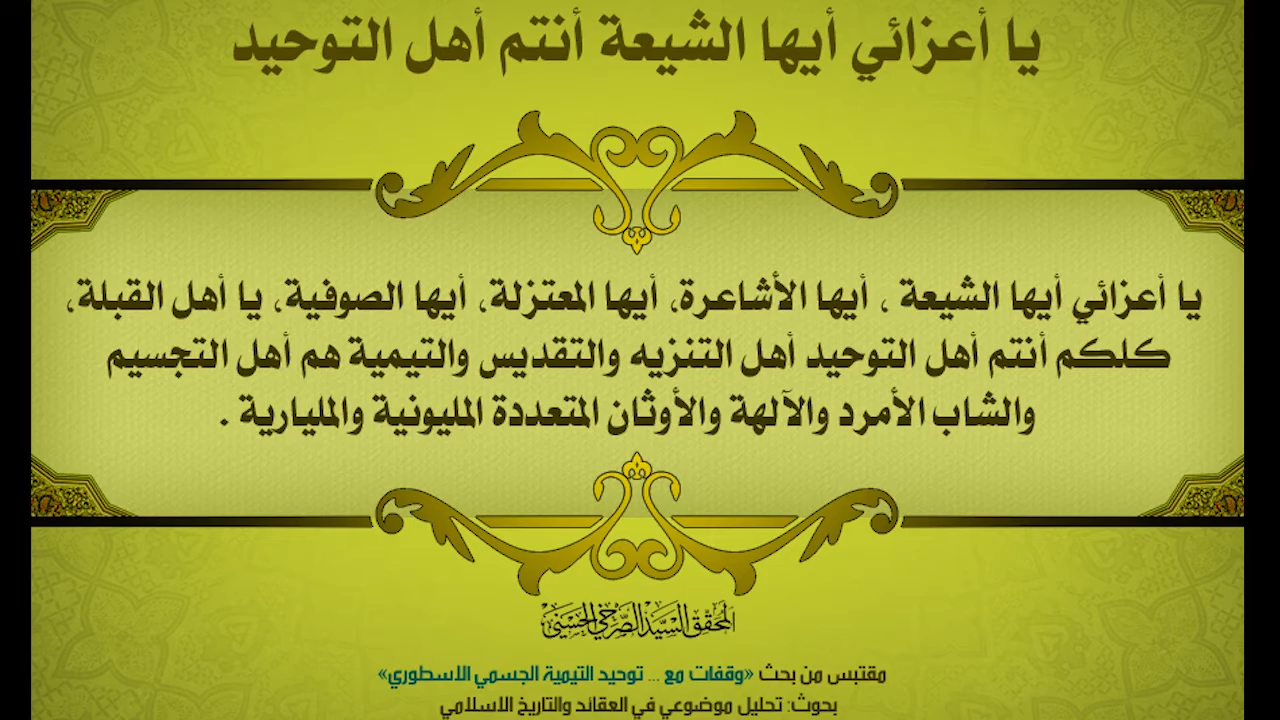 يا أعزائي أيها الشيعة أنتم أهل التوحيد
يا أعزائي أيها الشيعة ، أيها الأشاعرة، أيها المعتزلة، أيها الصوفية، يا أهل القبلة،
كلكم أنتم أهل التوحيد أهل التنزيه والتقديس والتيمية هم أهل التجسيم
والشاب الأمرد والآلهة والأوثان المتعددة المليونية والمليارية .
المحقق السيد الصرخي الحسني
مقتبس من بحث «وقفات مع ... توحيد التيمية الجسمي الاسطوري»
بحوث: تحليل موضوعي في العقائد والتاريخ الاسلامي